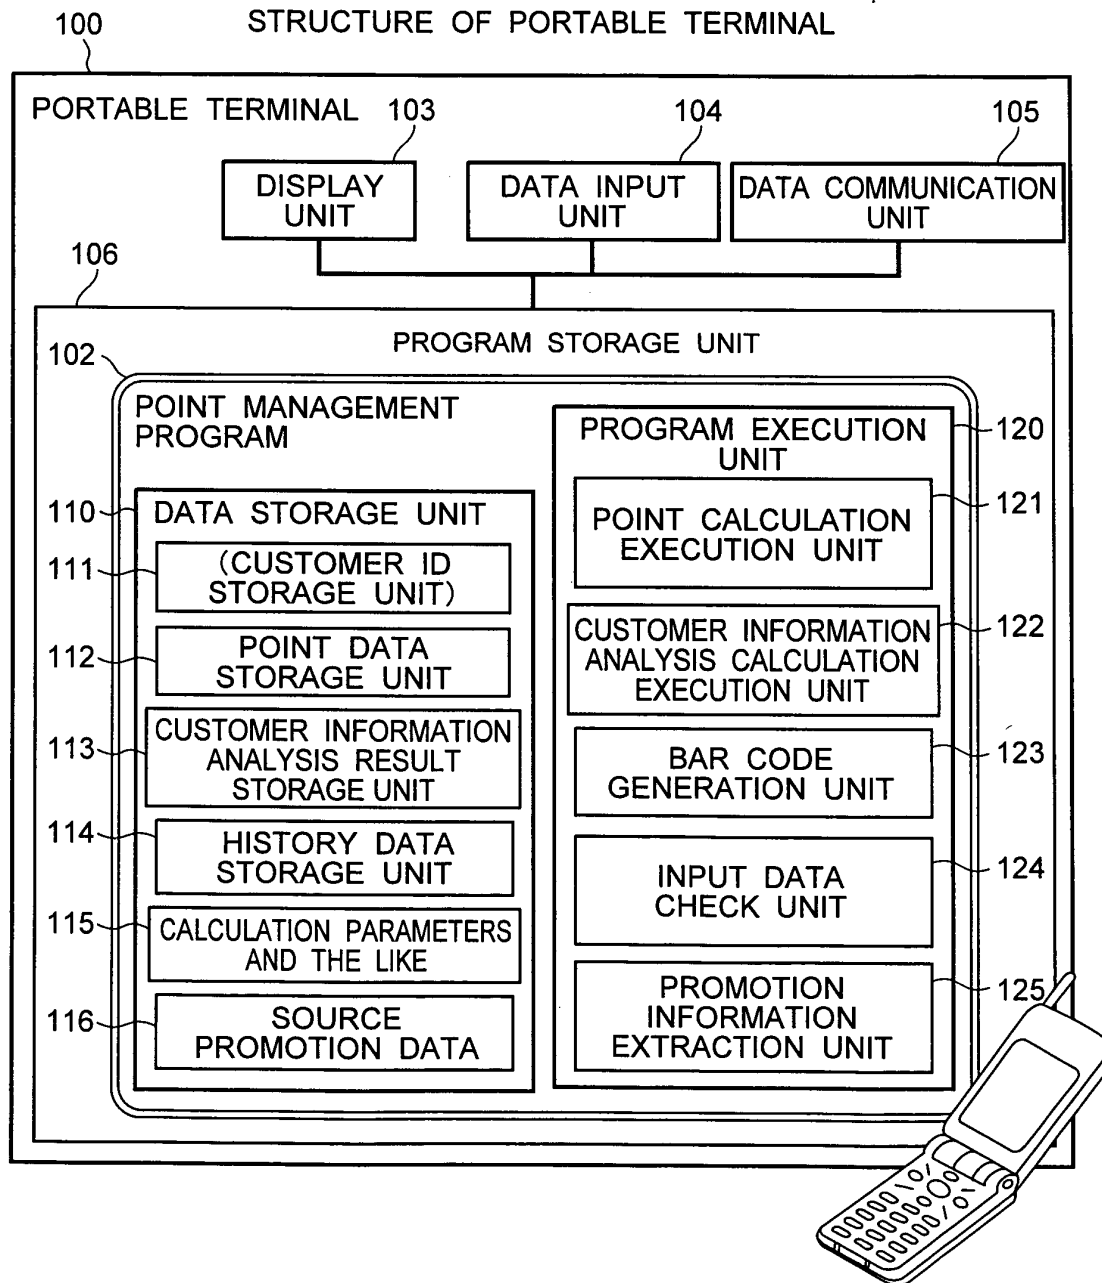 STRUCTURE OF PORTABLE TERMINAL
100
PORTABLE TERMINAL
103
104
105
DISPLAY
UNIT
DATA INPUT
UNIT
DATA COMMUNICATION
UNIT
106
PROGRAM STORAGE UNIT
102
POINT MANAGEMENT
PROGRAM
110
DATA STORAGE UNIT
111
(CUSTOMER ID
STORAGE UNIT)
112
POINT DATA
STORAGE UNIT
113
CUSTOMER INFORMATION
ANALYSIS RESULT
STORAGE UNIT
114
HISTORY DATA
STORAGE UNIT
115
CALCULATION PARAMETERS
AND THE LIKE
116
SOURCE
PROMOTION DATA
PROGRAM EXECUTION
UNIT
120
POINT CALCULATION
EXECUTION UNIT
121
CUSTOMER INFORMATION
ANALYSIS CALCULATION
EXECUTION UNIT
122
BAR CODE
GENERATION UNIT
123
INPUT DATA
CHECK UNIT
124
PROMOTION
INFORMATION
EXTRACTION UNIT
125